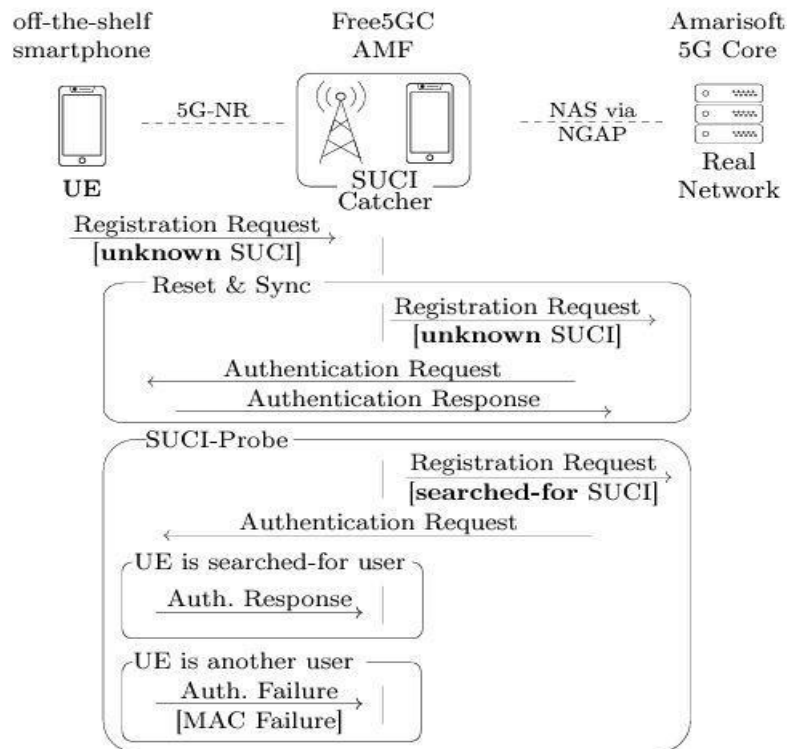 off-the-shelf
smartphone
Free5GC
AMF
Amarisoft
5G Core
5G-NR
NAS via
NGAP
UE
SUCI
Catcher
Real
Network
Registration Request
[unknown SUCI]
Reset & Sync
Registration Request
[unknown SUCI]
Authentication Request
Authentication Response
SUCI-Probe
Registration Request
[searched-for SUCI]
Authentication Request
UE is searched-for user
Auth. Response
UE is another user
Auth. Failure
[MAC Failure]